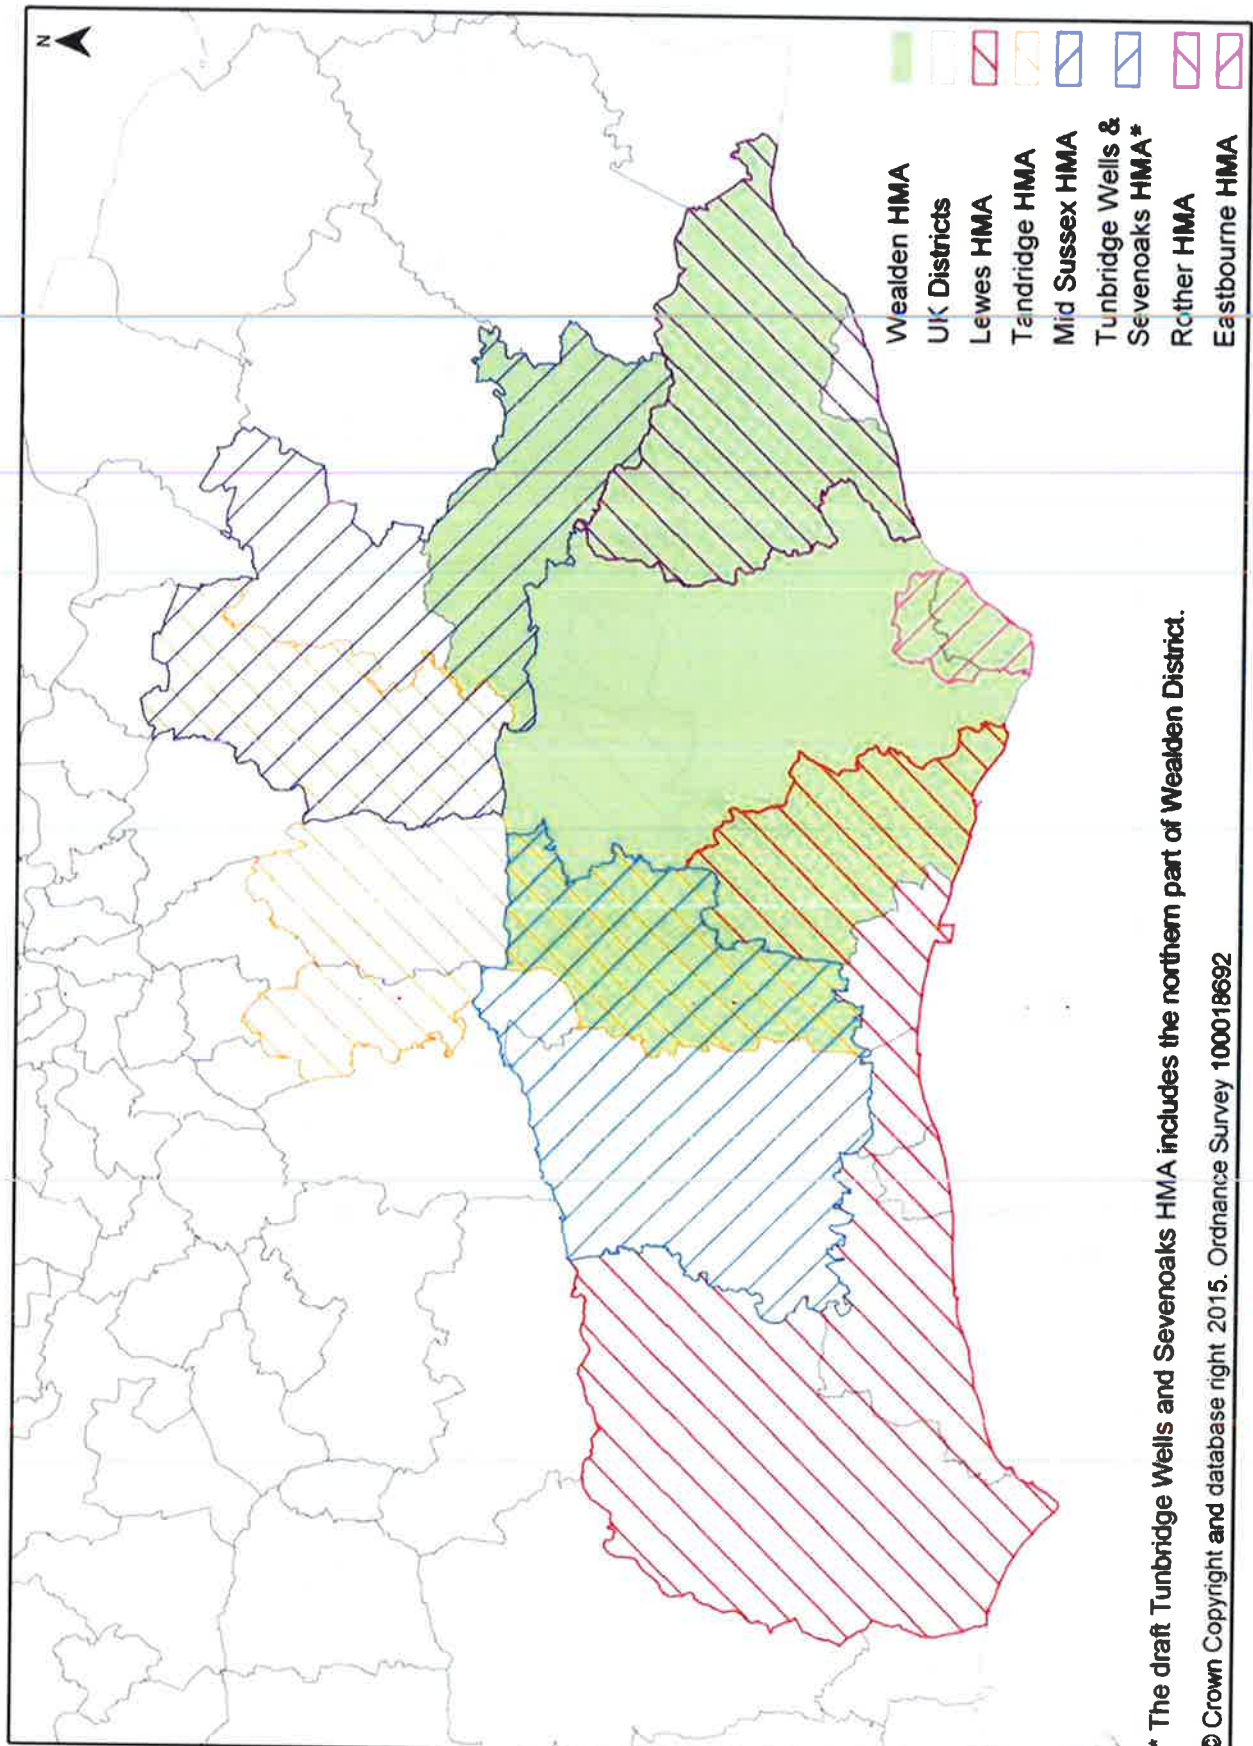 N
Wealden HMA
UK Districts
Lewes HMA
Tandridge HMA
Mid Sussex HMA
Tunbridge Wells &
Sevenoaks HMA*
Rother HMA
Eastbourne HMA
* The draft Tunbridge Wells and Sevenoaks HMA includes the northern part of Wealden District.
© Crown Copyright and database right 2015. Ordnance Survey 100018692